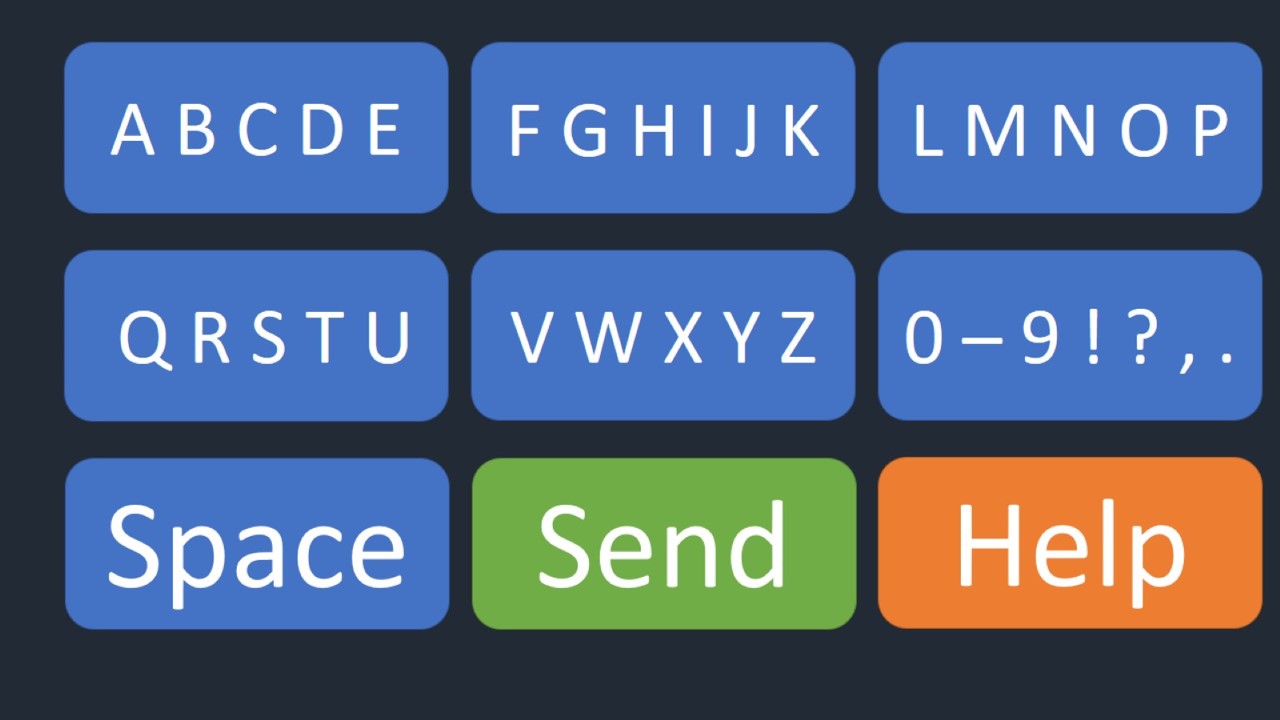 A B C D E
F G H I J K
L M N O P
Q R S T U
V W X Y Z
0 – 9 ! ? , .
Space
Send
Help